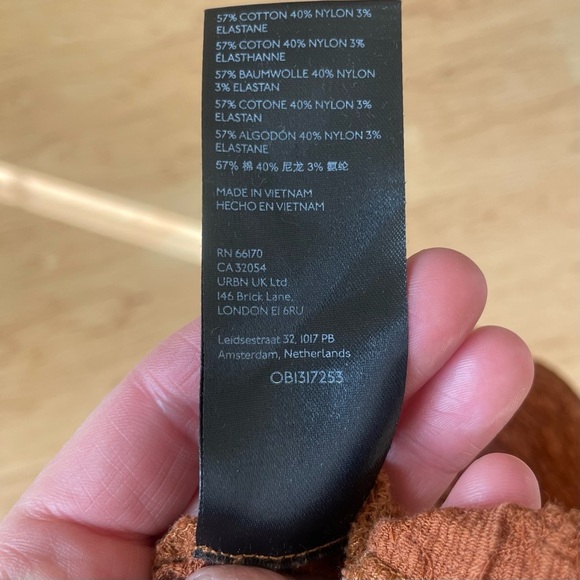 57% COTTON 40% NYLON 3%
ELASTANE
57% COTON 40% NYLON 3%
ÉLASTHANNE
57% BAUMWOLLE 40% NYLON
3% ELASTAN
57% COTONE 40% NYLON 3%
ELASTAN
57% ALGODÓN 40% NYLON 3%
ELASTANE
57% 棉 40% 尼龙 3% 氨纶
MADE IN VIETNAM
HECHO EN VIETNAM
RN 66170
CA 32054
URBN UK Ltd.
146 Brick Lane,
LONDON E1 6RU
Leidsestraat 32, 1017 PB
Amsterdam, Netherlands
OB1317253